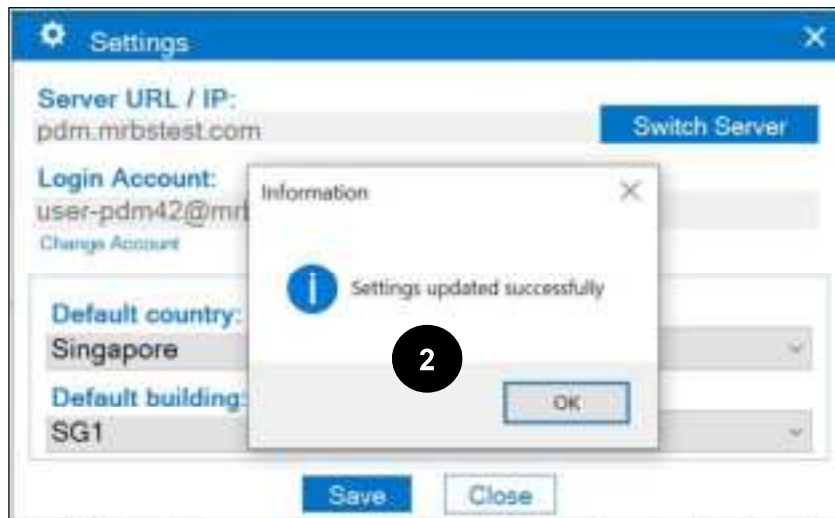 Settings
Server URL / IP:
pdm.mrbstest.com
Switch Server
Login Account:
user-pdm42@mrb
Change Account
Information
Settings updated successfully
2
OK
Default country:
Singapore
Default building:
SG1
Save
Close